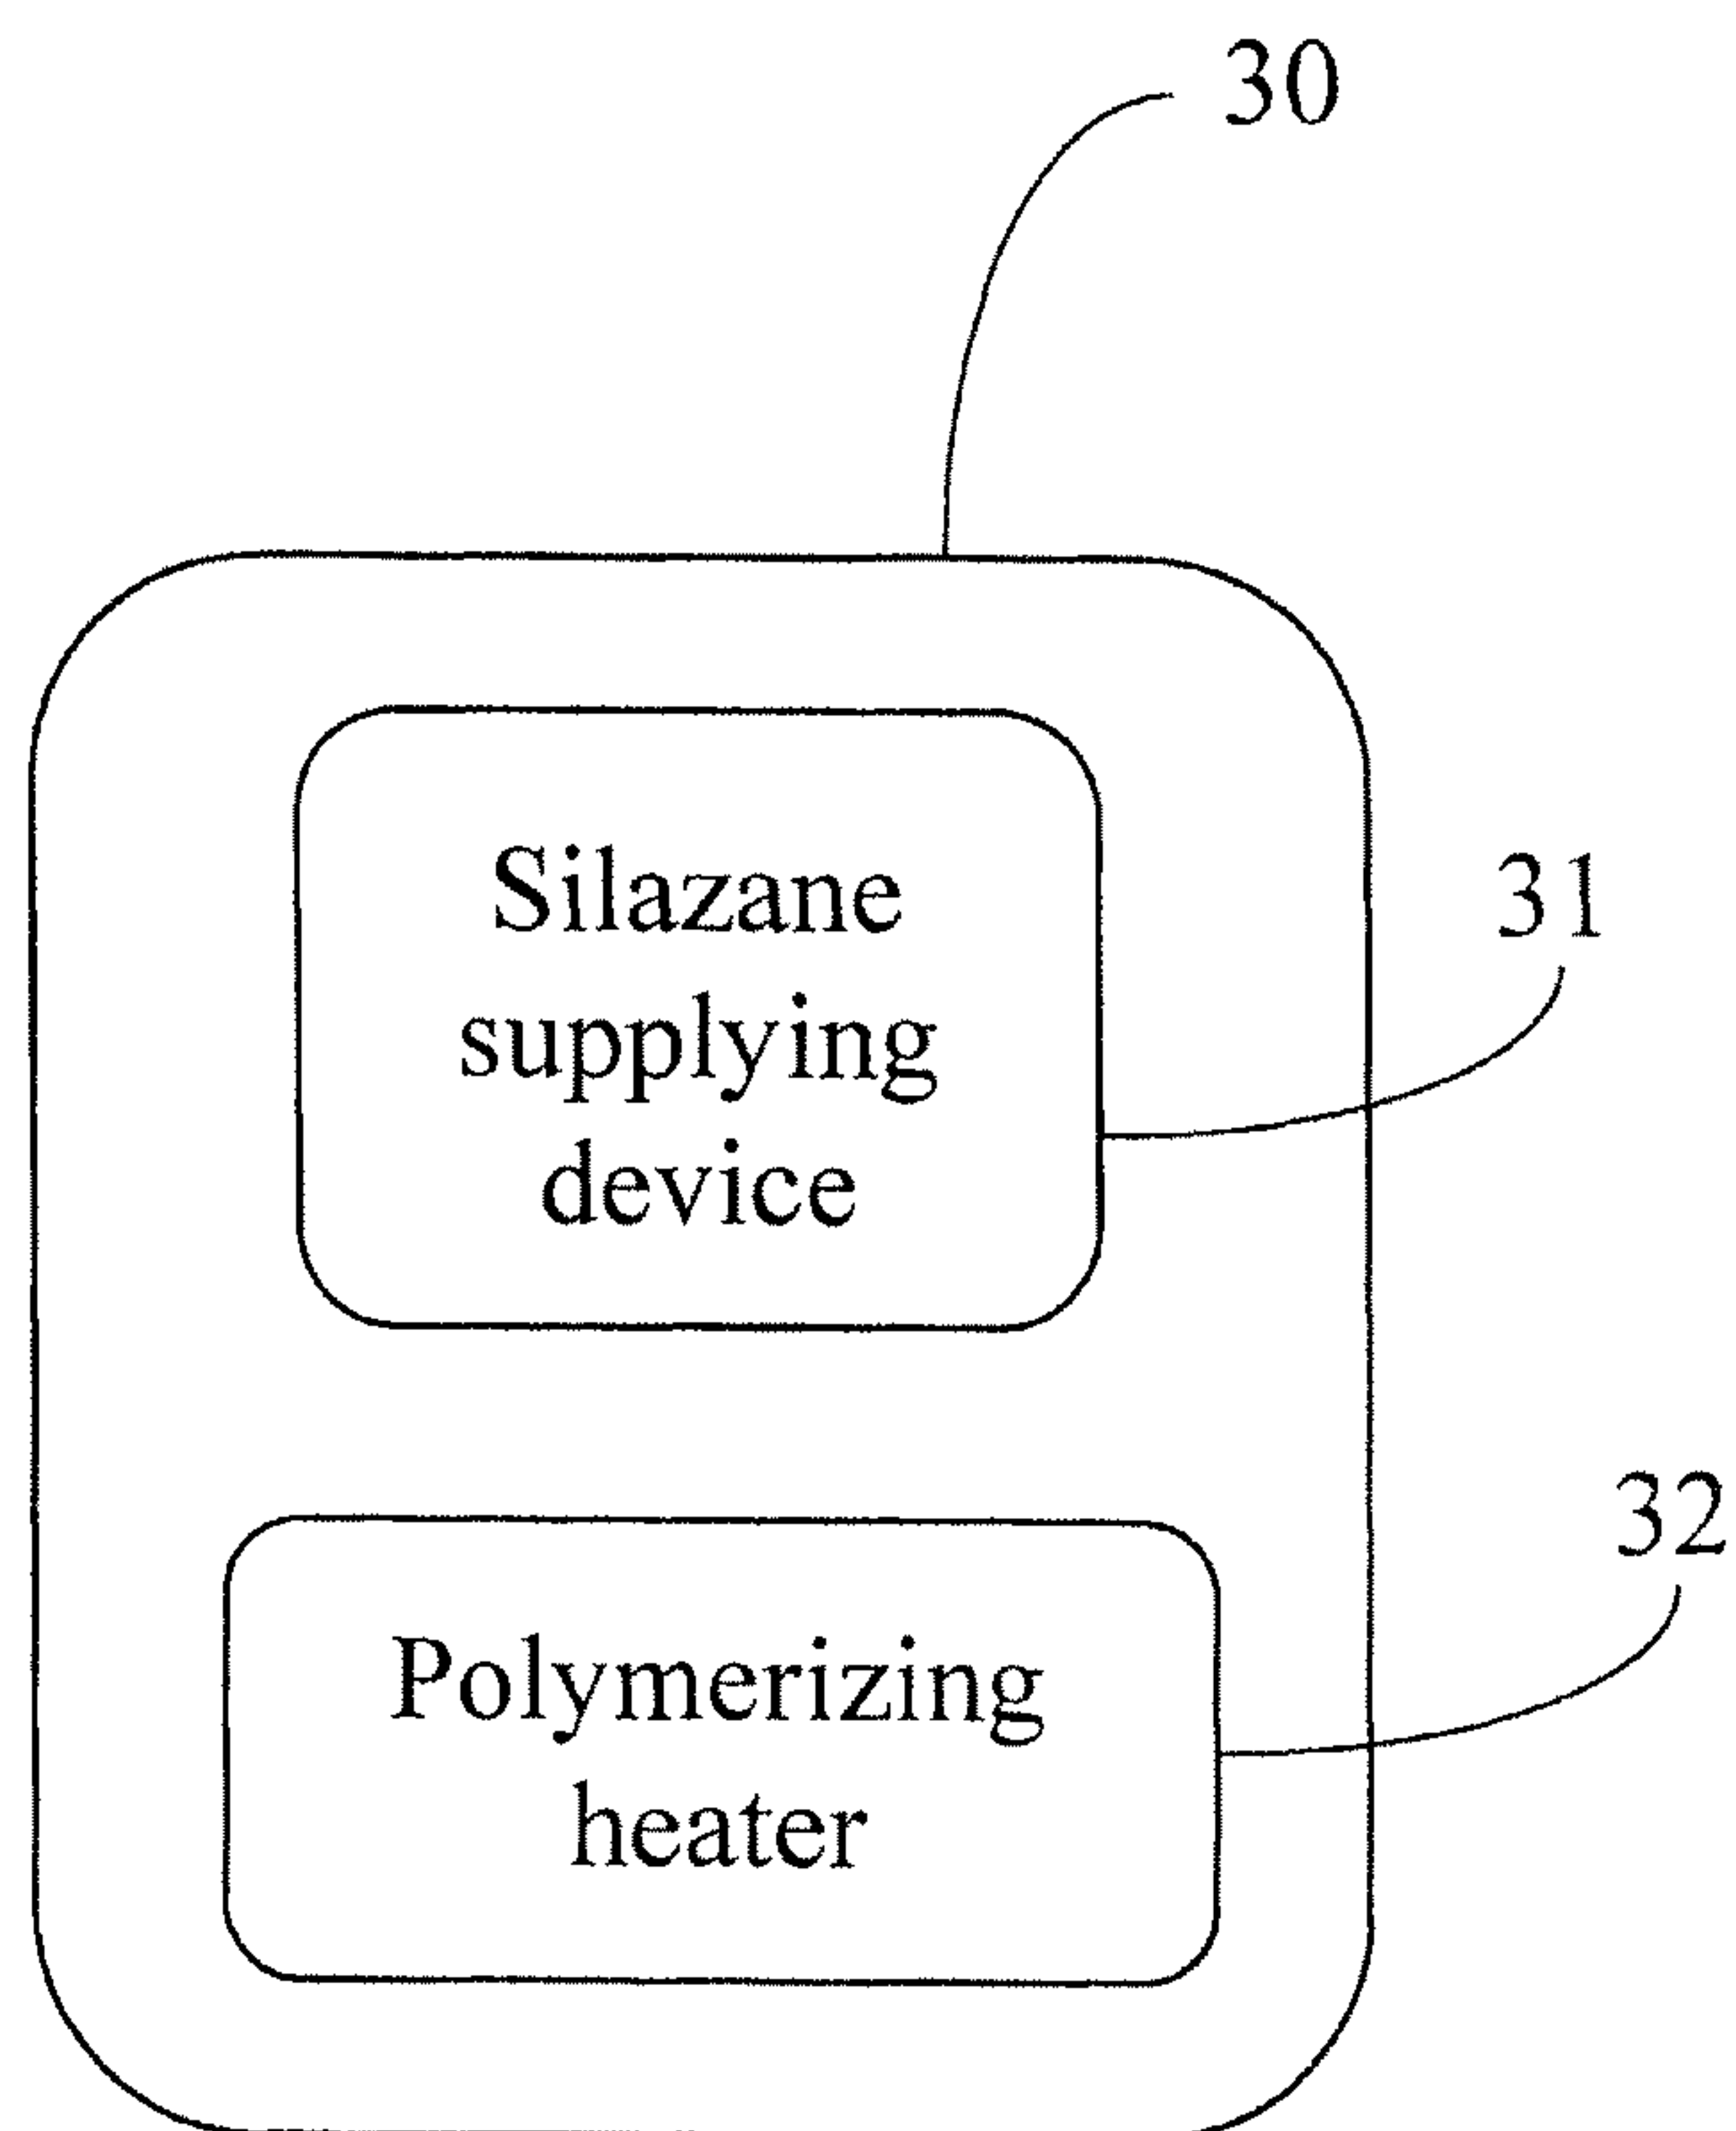 30
Silazane
supplying
device
31
Polymerizing
heater
32